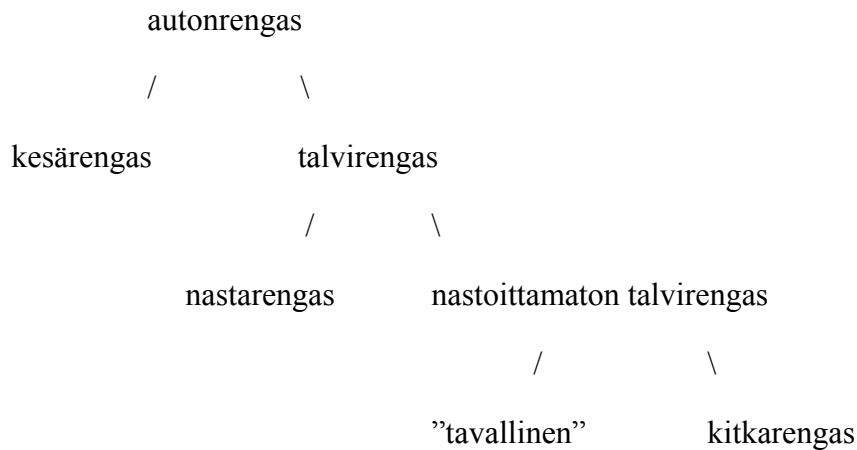 autonrengas
/ \
kesärengas talvirengas
/ \
nastarengas nastoittamaton talvirengas
/ \
”tavallinen” kitkarengas